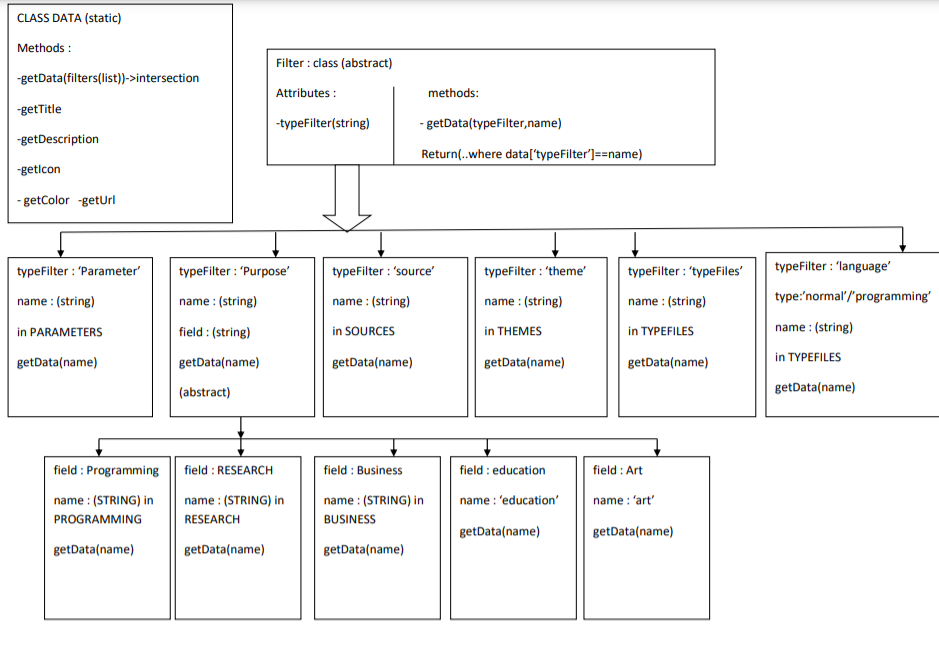 CLASS DATA (static)
Methods :
-getData(filters(list))->intersection
-getTitle
-getDescription
-getIcon
- getColor -getUrl
Filter : class (abstract)
Attributes :
-typeFilter(string)
methods:
- getData(typeFilter,name)
Return(..where data['typeFilter']==name)
typeFilter : 'Parameter'
name : (string)
in PARAMETERS
getData(name)
typeFilter : 'Purpose'
name : (string)
field : (string)
getData(name)
(abstract)
typeFilter : 'source'
name : (string)
in SOURCES
getData(name)
typeFilter : 'theme'
name : (string)
in THEMES
getData(name)
typeFilter : 'typeFiles'
name : (string)
in TYPEFILES
getData(name)
typeFilter : 'language'
type:'normal'/'programming'
name : (string)
in TYPEFILES
getData(name)
field : Programming
name : (STRING) in
PROGRAMMING
getData(name)
field : RESEARCH
name : (STRING) in
RESEARCH
getData(name)
field : Business
name : (STRING) in
BUSINESS
getData(name)
field : education
name : 'education'
getData(name)
field : Art
name : 'art'
getData(name)